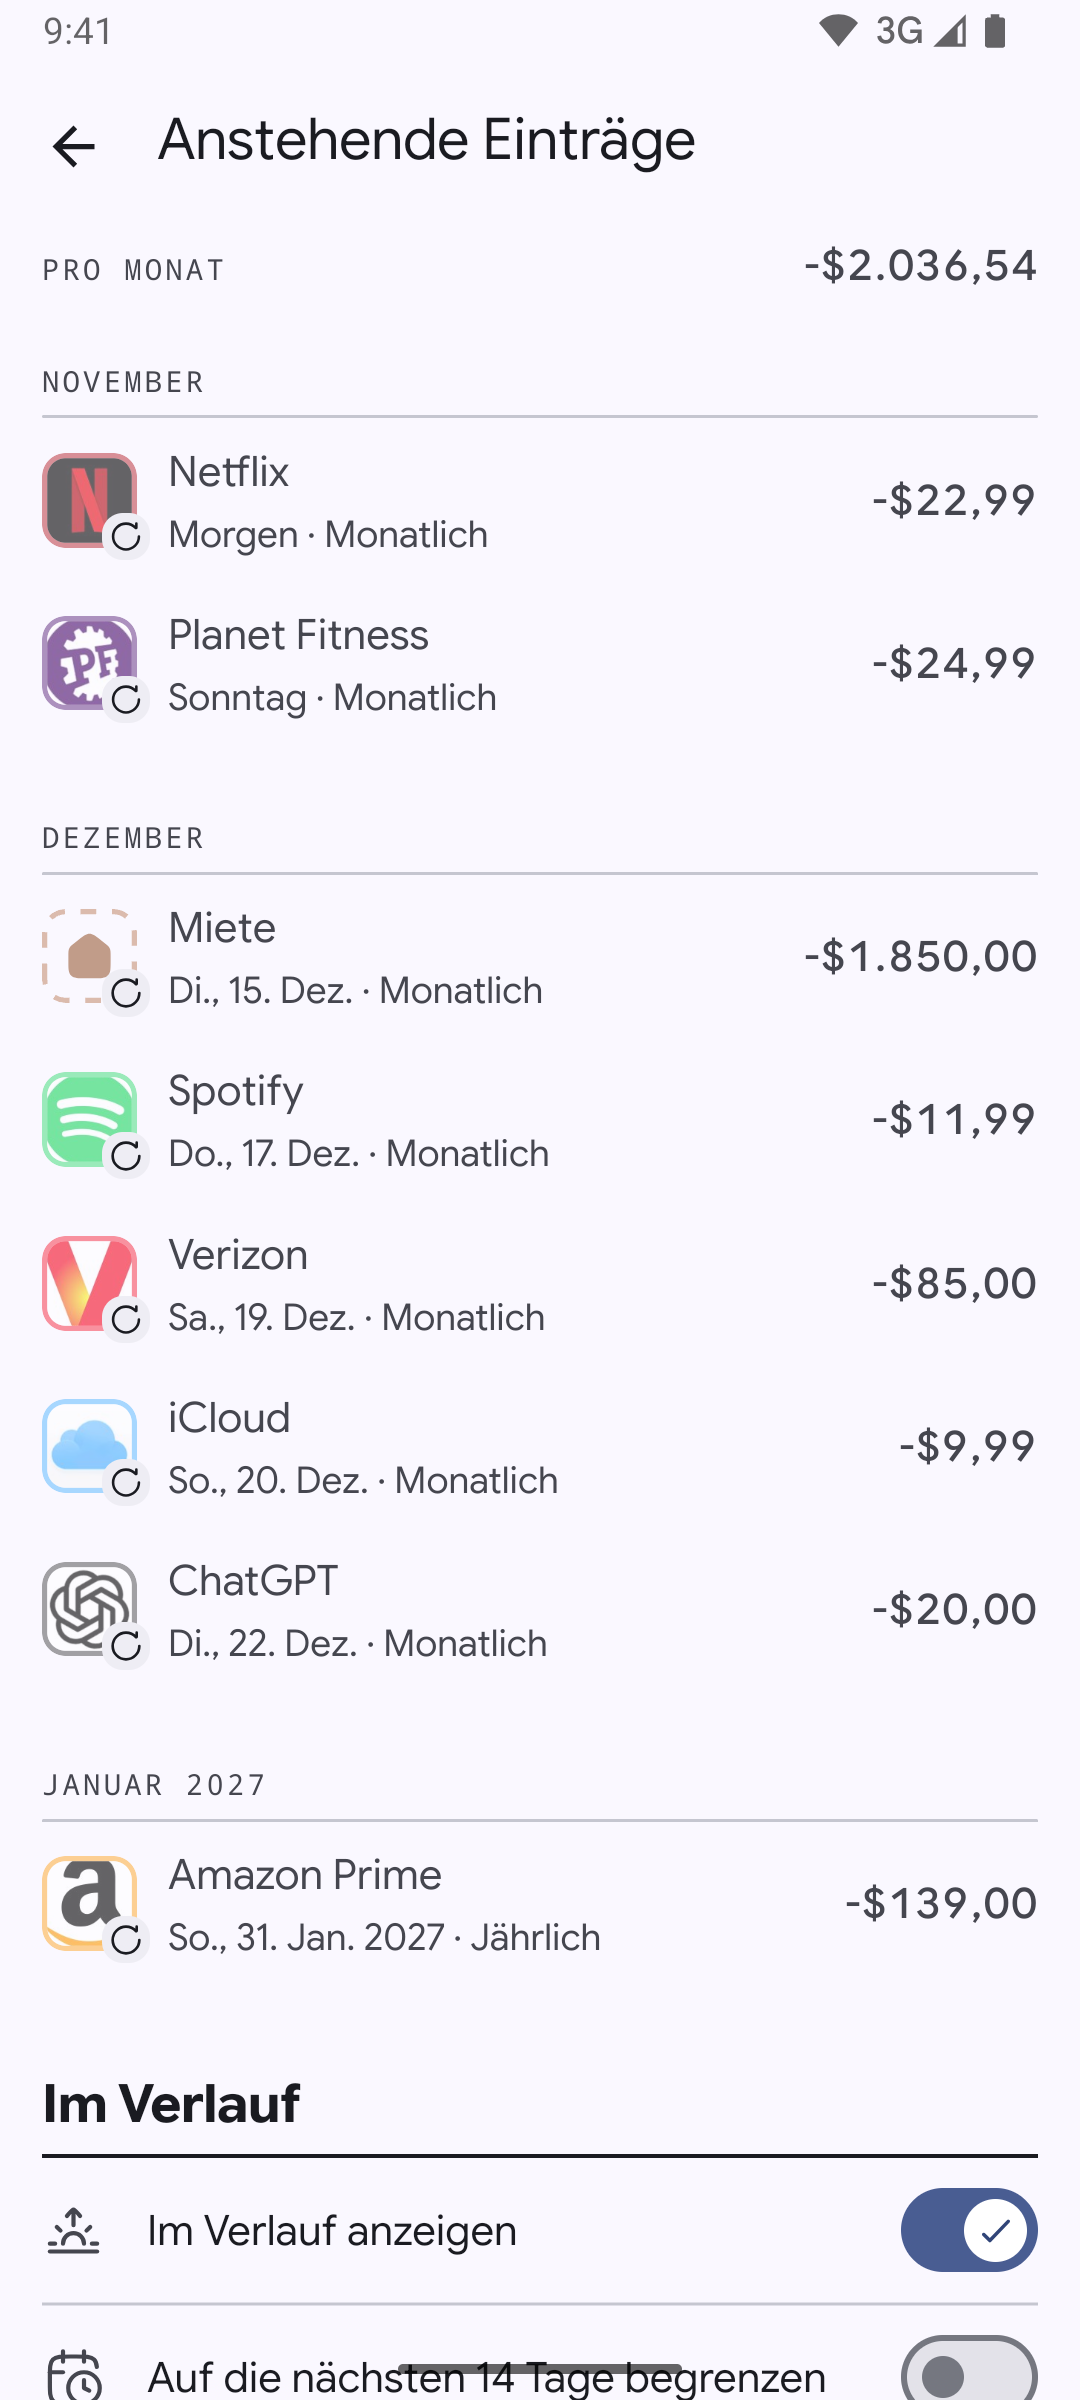 9:41
3G
Anstehende Einträge
PRO MONAT
-$2.036,54
NOVEMBER
Netflix
Morgen · Monatlich
-$22,99
Planet Fitness
Sonntag · Monatlich
-$24,99
DEZEMBER
Miete
Di., 15. Dez. · Monatlich
-$1.850,00
Spotify
Do., 17. Dez. · Monatlich
-$11,99
Verizon
Sa., 19. Dez. · Monatlich
-$85,00
iCloud
So., 20. Dez. · Monatlich
-$9,99
ChatGPT
Di., 22. Dez. · Monatlich
-$20,00
JANUAR 2027
Amazon Prime
So., 31. Jan. 2027 · Jährlich
-$139,00
Im Verlauf
Im Verlauf anzeigen
Auf die nächsten 14 Tage begrenzen